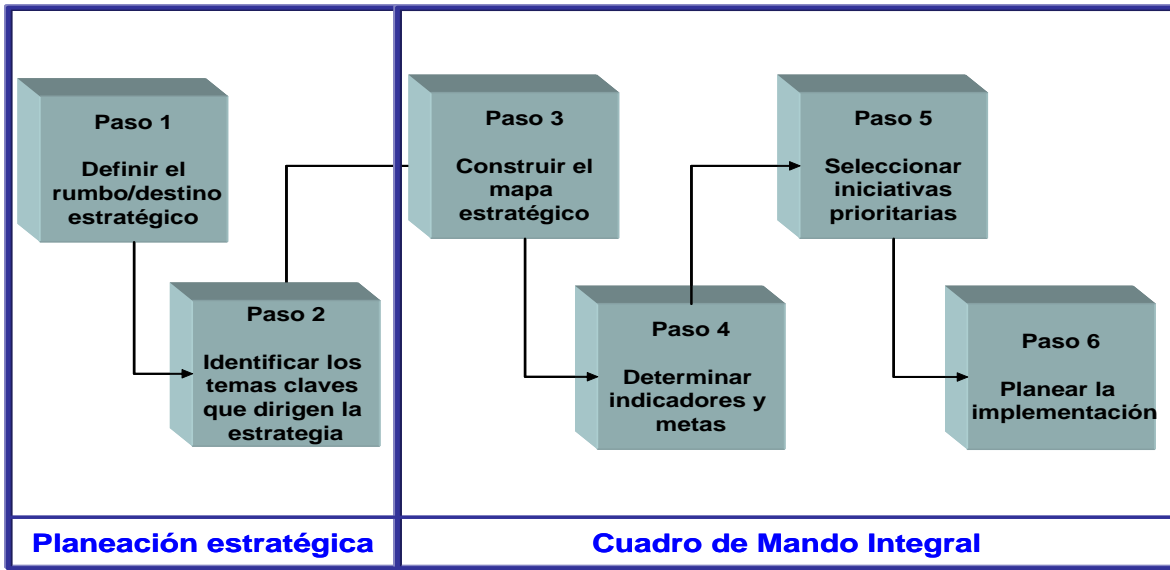 Paso 1
Definir el
rumbo/destino
estratégico
Paso 2
Identificar los
temas claves
que dirigen la
estrategia
Paso 3
Construir el
mapa
estratégico
Paso 4
Determinar
indicadores y
metas
Paso 5
Seleccionar
iniciativas
prioritarias
Paso 6
Planear la
implementación
Planeación estratégica
Cuadro de Mando Integral